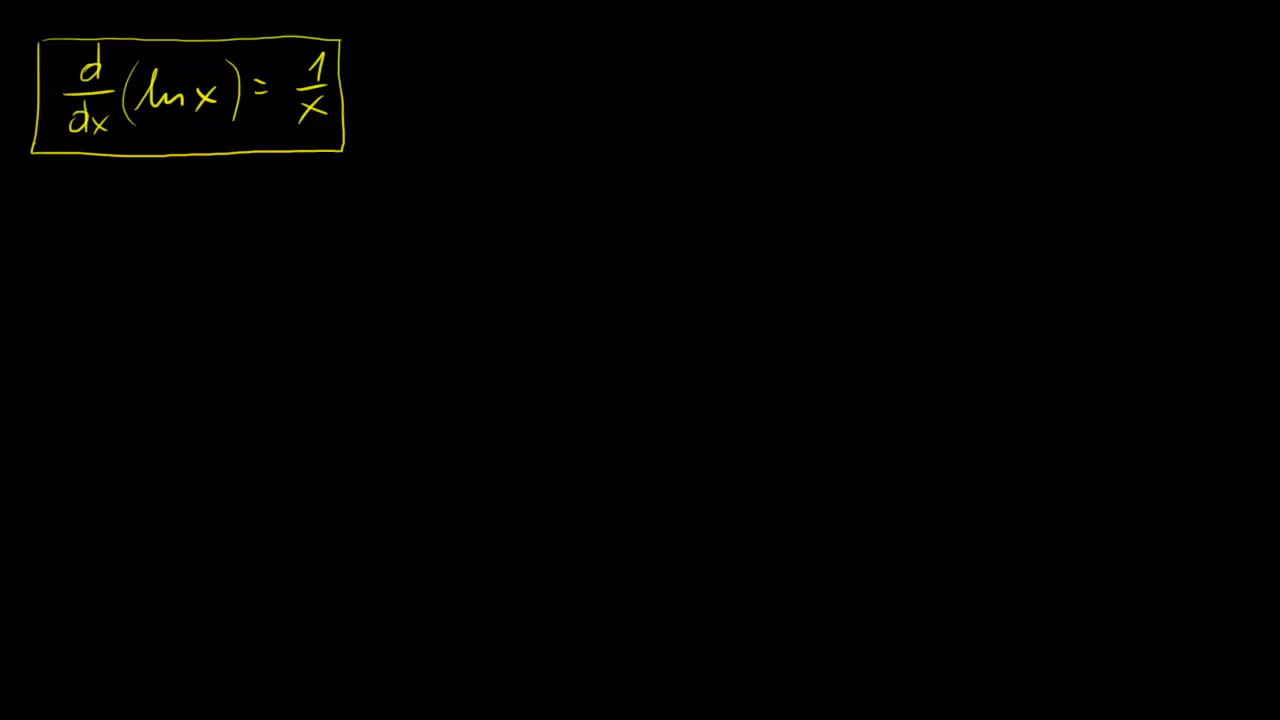 d/dx (ln x) = 1/x